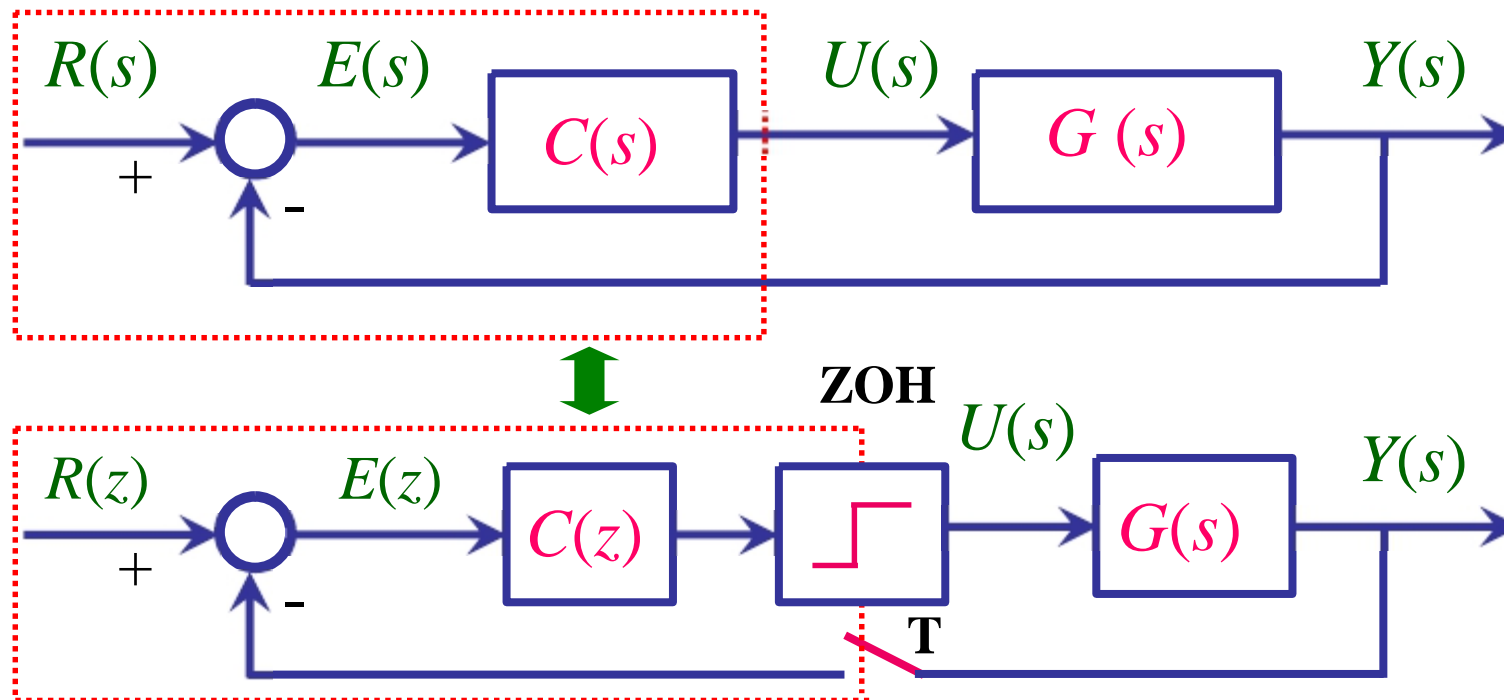 R(s)
E(s)
U(s)
Y(s)
C(s)
G (s)
+
-
ZOH
R(z)
E(z)
U(s)
Y(s)
C(z)
G(s)
+
-
T